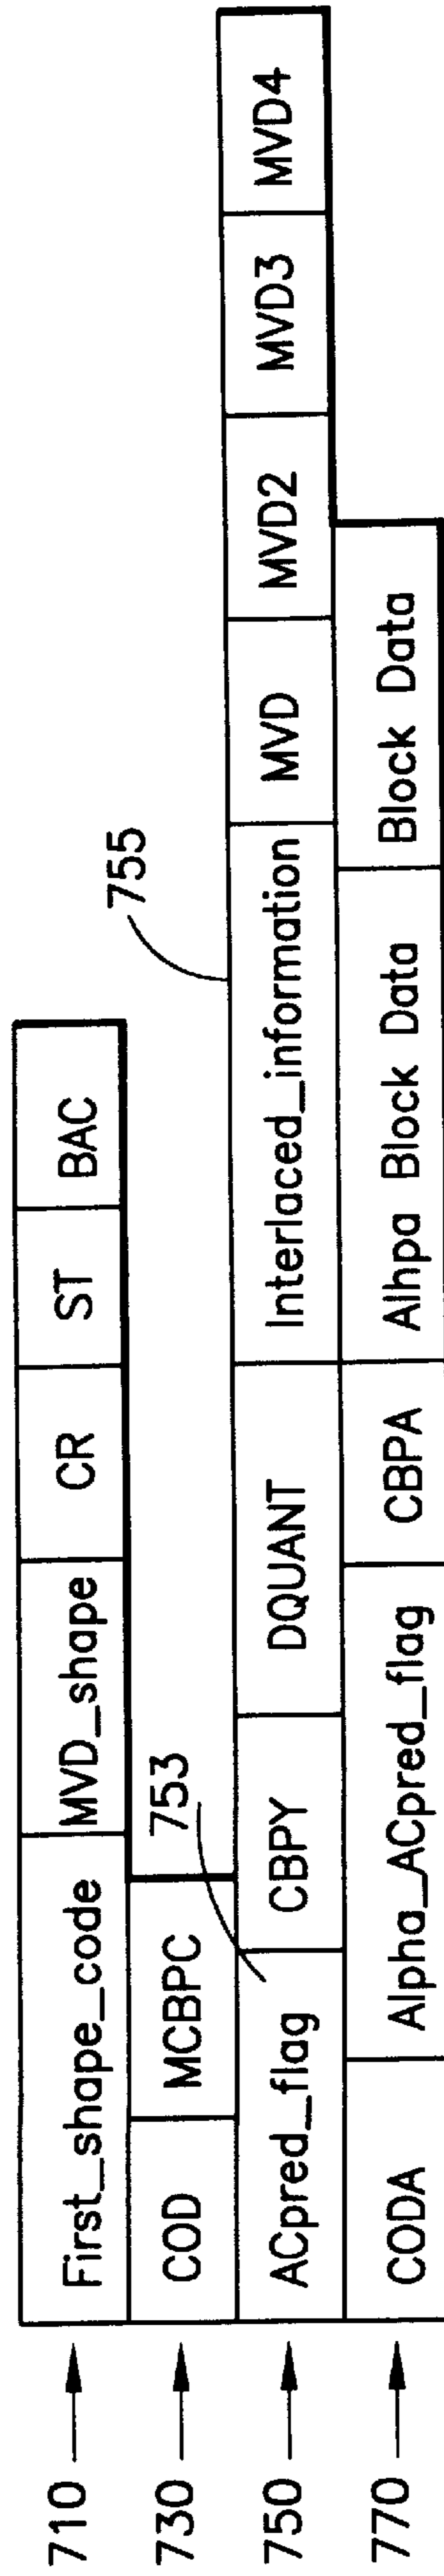 710 First_shape_code MVD_shape CR ST BAC
730 COD MCBPC
753 755
750 ACpred_flag CBPY DQUANT Interlaced_information MVD MVD2 MVD3 MVD4
770 CODA Alpha_ACpred_flag CBPA Alhpa Block Data Block Data